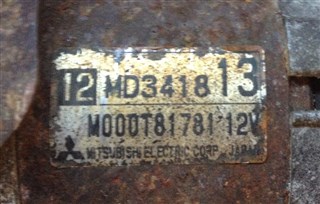 12 MD3418 13
M000T81781 12V
MITSUBISHI ELECTRIC CORP. JAPAN